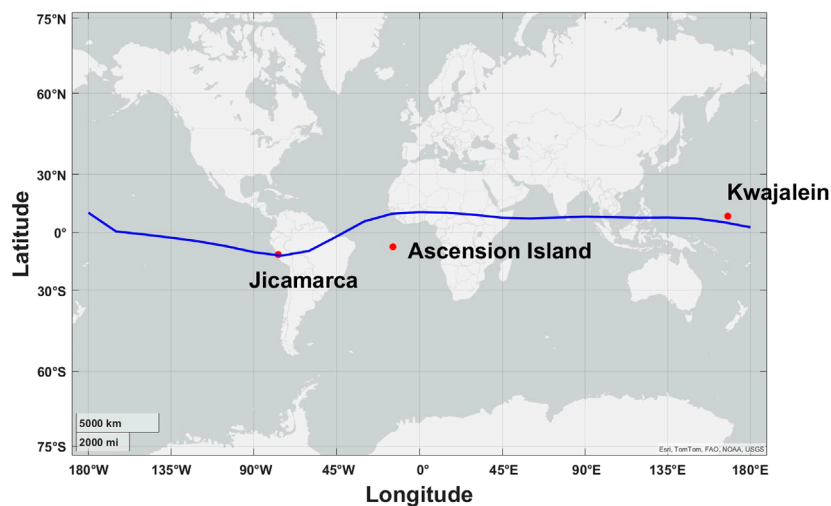 75°N
60°N
30°N
0°
30°S
60°S
75°S
Latitude
Kwajalein
Ascension Island
Jicamarca
5000 km
2000 mi
Esri, TomTom, FAO, NOAA, USGS
180°W 135°W 90°W 45°W 0° 45°E 90°E 135°E 180°E
Longitude